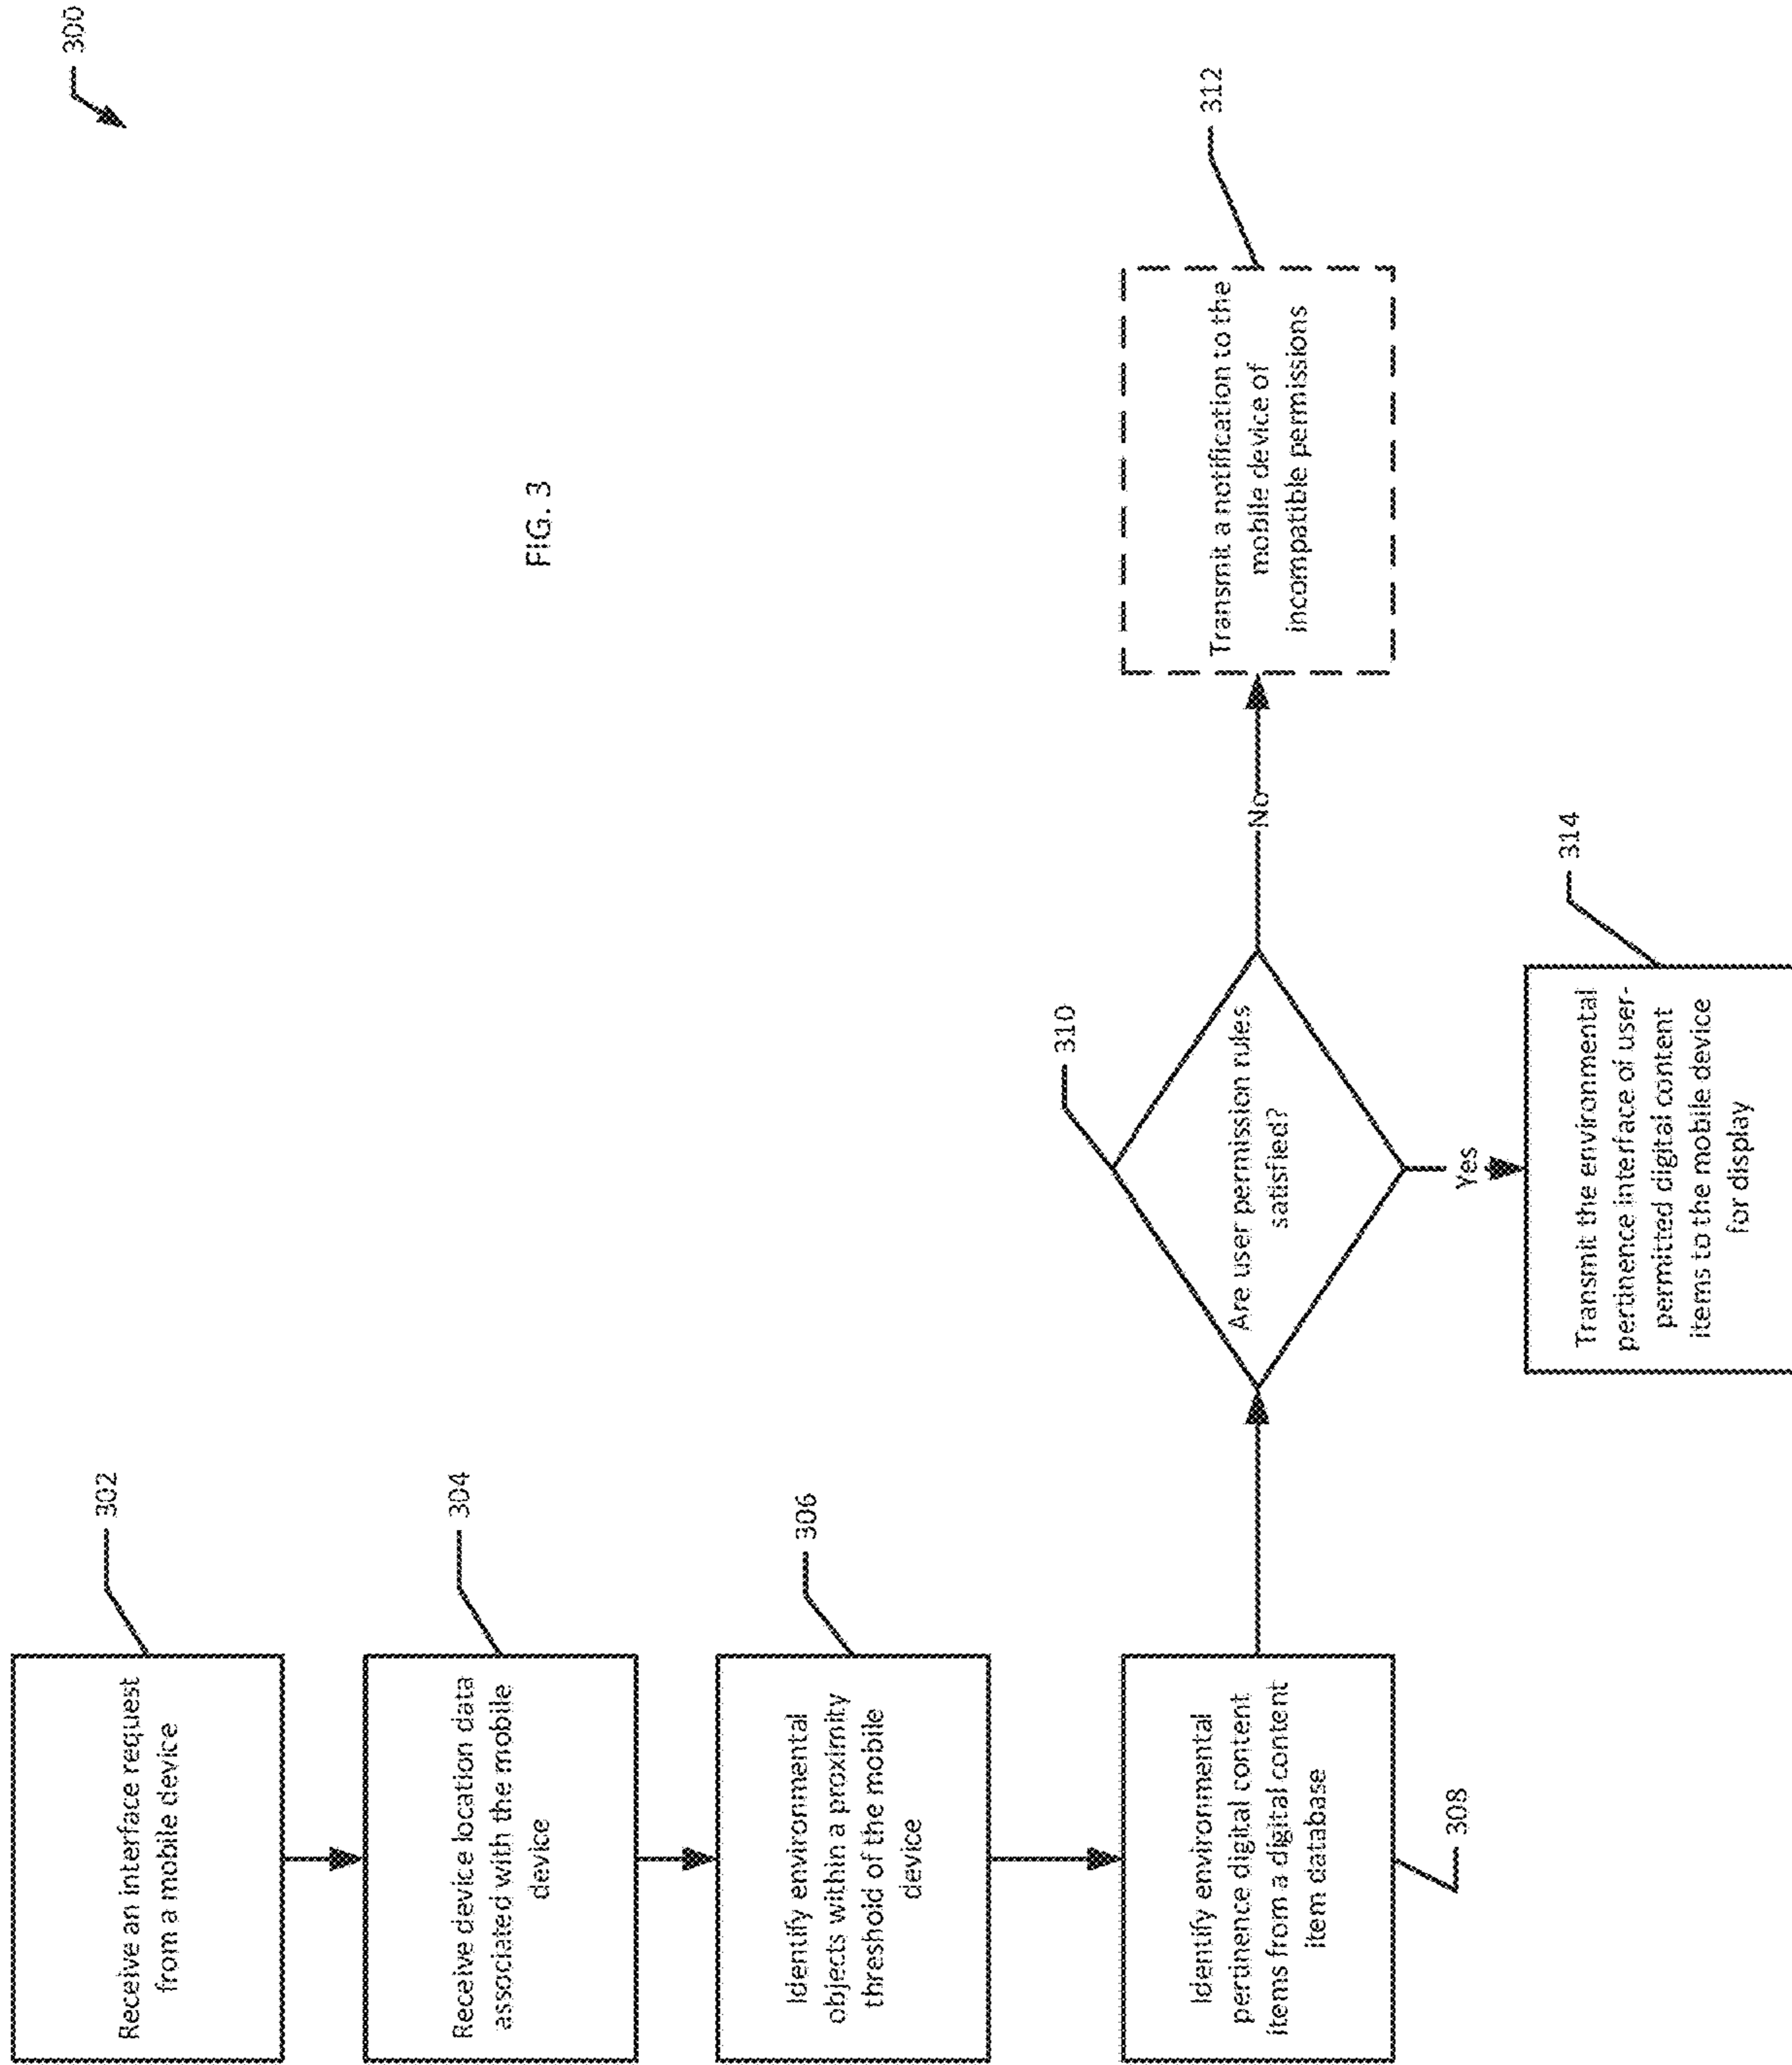 300
302
Receive an interface request
from a mobile device
304
Receive device location data
associated with the mobile
device
306
Identify environmental
objects within a proximity
threshold of the mobile
device
308
Identify environmental
pertinence digital content
items from a digital content
item database
310
Are user permission rules
satisfied?
No
312
Transmit a notification to the
mobile device of
incompatible permissions
Yes
314
Transmit the environmental
pertinence interface of user-
permitted digital content
items to the mobile device
for display
FIG. 3